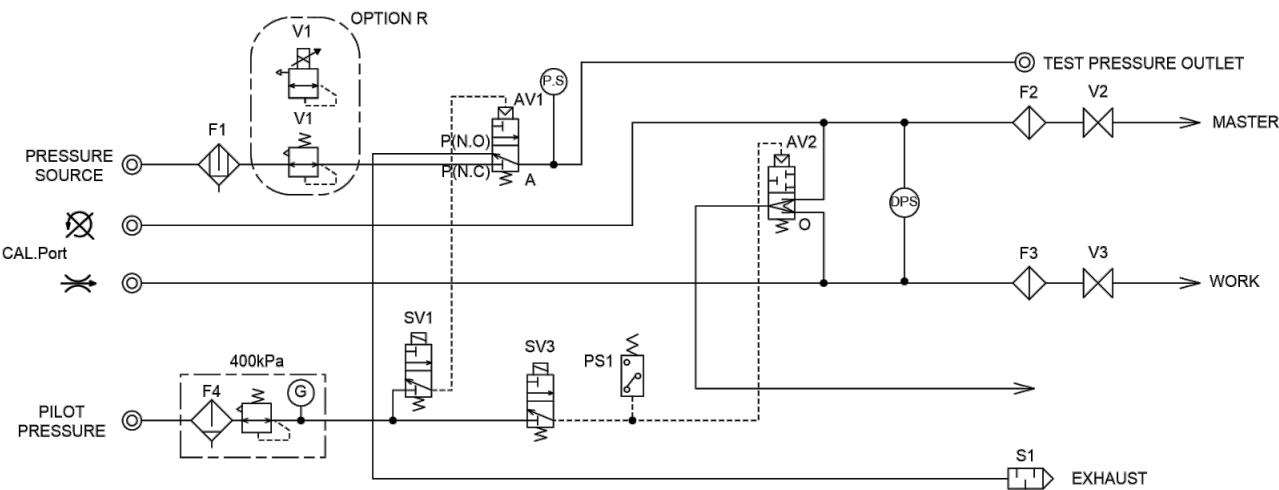 OPTION R
V1
TEST PRESSURE OUTLET
P.S
AV1
F2
V2
V1
F1
MASTER
P(N.O)
AV2
PRESSURE
SOURCE
P(N.C)
A
DPS
O
CAL.Port
F3
V3
WORK
SV1
SV3
400kPa
PS1
F4
G
PILOT
PRESSURE
S1
EXHAUST